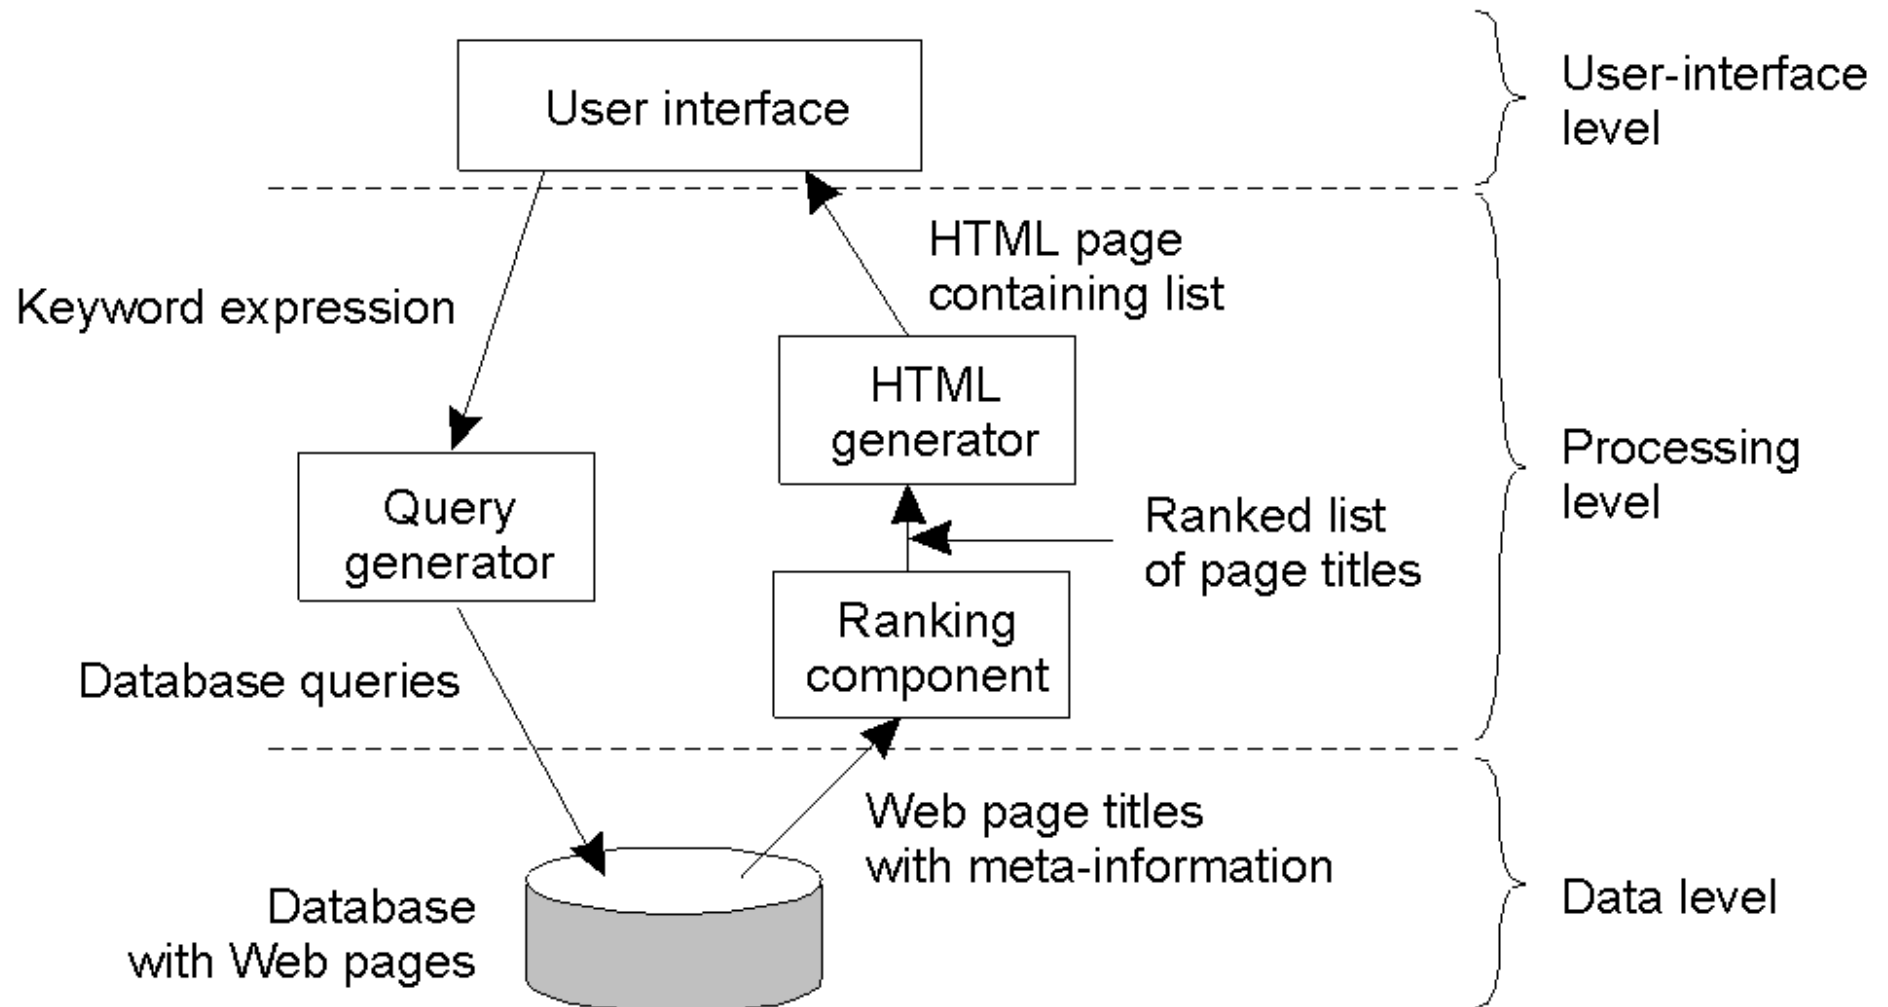 User interface
User-interface
level
HTML page
containing list
Keyword expression
HTML
generator
Processing
level
Query
generator
Ranked list
of page titles
Ranking
component
Database queries
Web page titles
with meta-information
Database
with Web pages
Data level